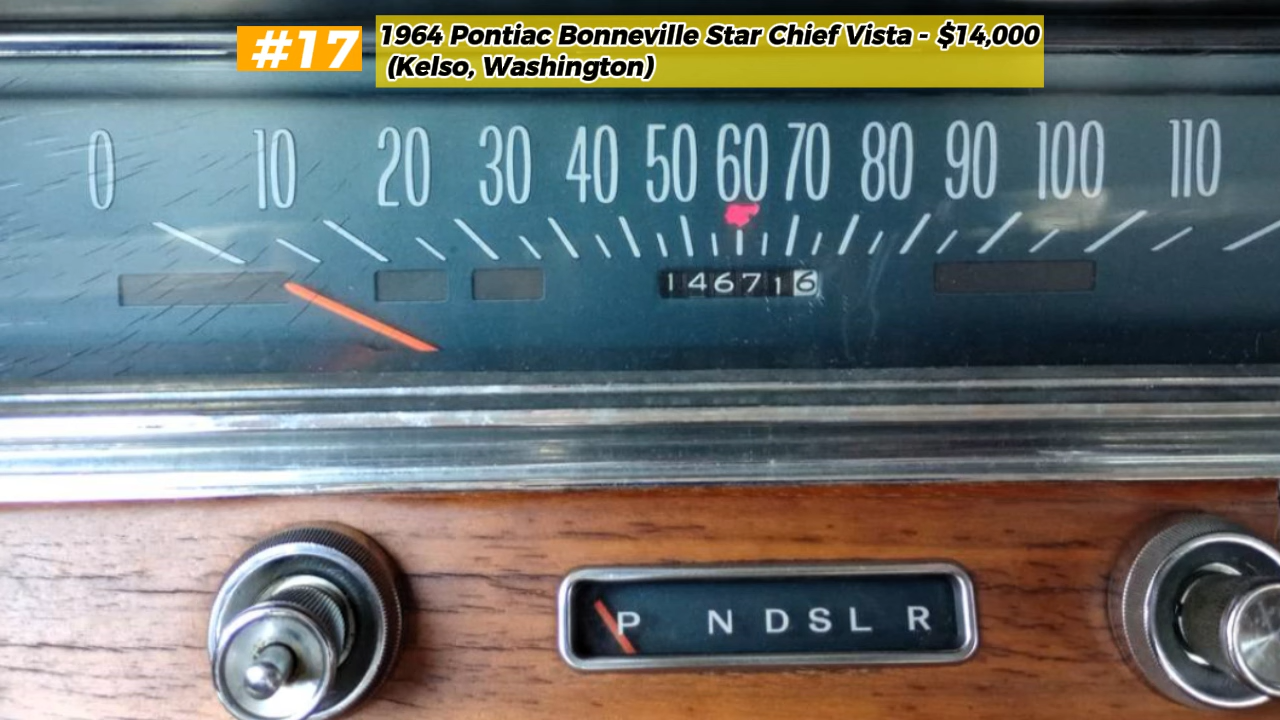 #17
1964 Pontiac Bonneville Star Chief Vista - $14,000
(Kelso, Washington)
0 10 20 30 40 50 60 70 80 90 100 110
146716
P N D S L R